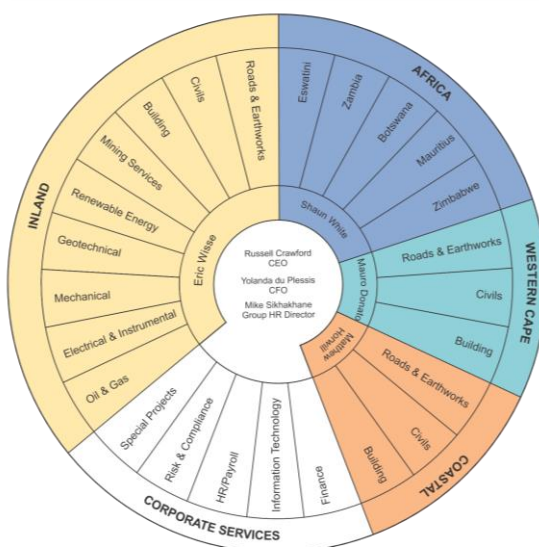 INLAND
Roads & Earthworks
Civils
Building
Mining Services
Renewable Energy
Geotechnical
Mechanical
Electrical & Instrumental
Oil & Gas
Eric Wisse
AFRICA
Eswatini
Zambia
Botswana
Mauritius
Zimbabwe
Shaun White
WESTERN CAPE
Roads & Earthworks
Civils
Building
Mauro Donato
COASTAL
Roads & Earthworks
Civils
Building
Matthew
Horwill
CORPORATE SERVICES
Finance
Information Technology
HR/Payroll
Risk & Compliance
Special Projects
Russell Crawford
CEO
Yolanda du Plessis
CFO
Mike Sikhakhane
Group HR Director